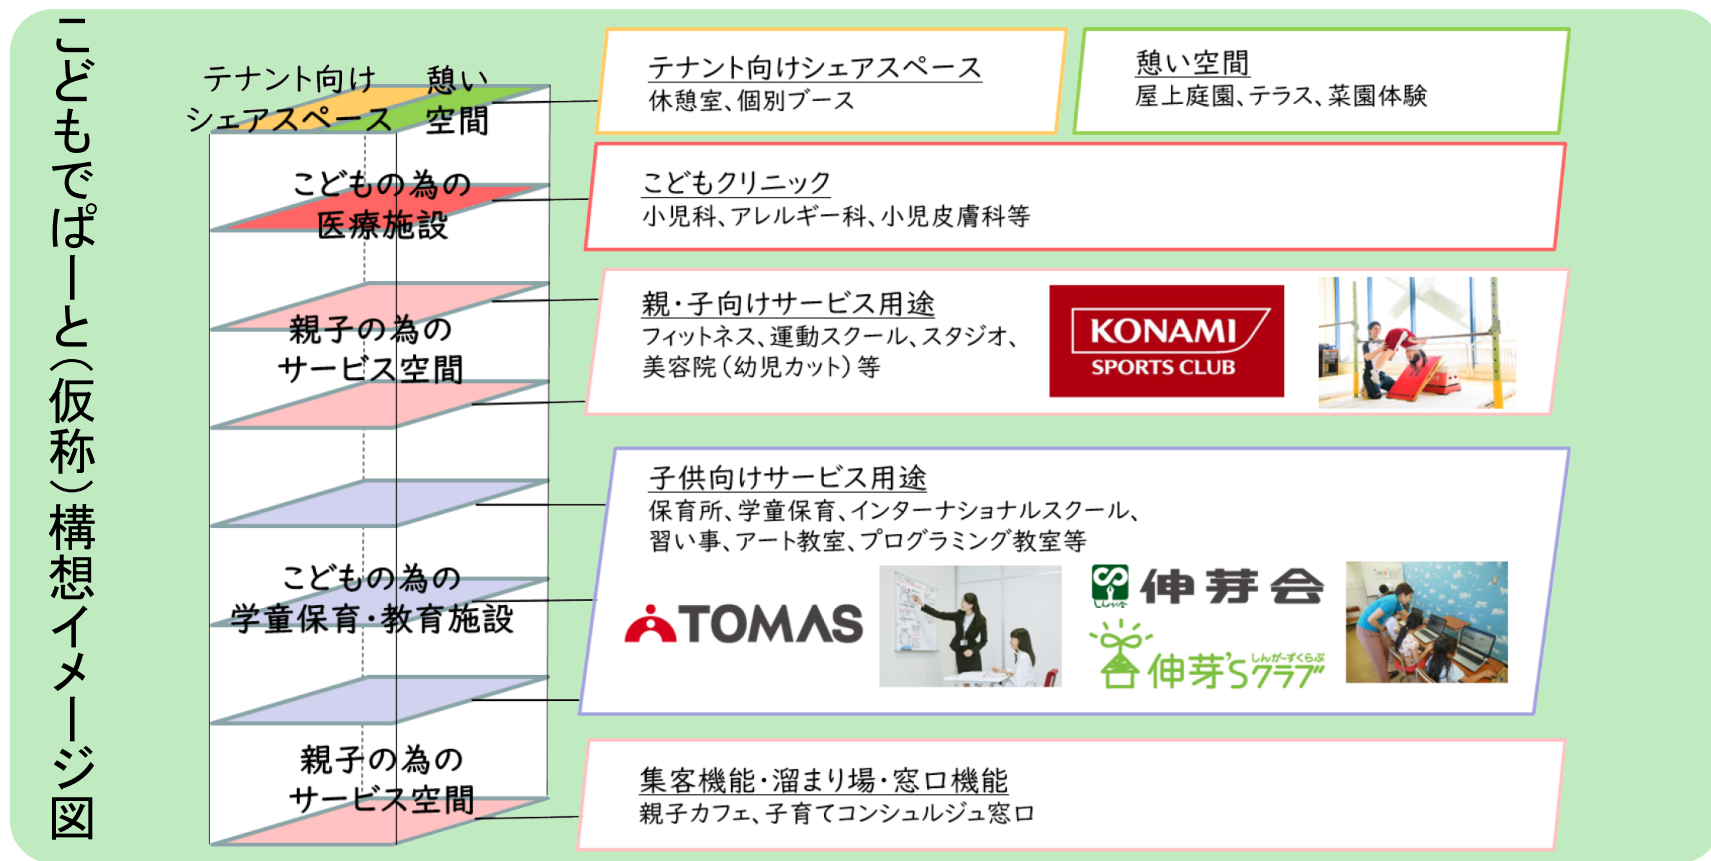 こどもでぱーと（仮称）構想イメージ図
テナント向け
シェアスペース
憩い
空間
こどもの為の
医療施設
親子の為の
サービス空間
こどもの為の
学童保育・教育施設
親子の為の
サービス空間
テナント向けシェアスペース
休憩室、個別ブース
憩い空間
屋上庭園、テラス、菜園体験
こどもクリニック
小児科、アレルギー科、小児皮膚科等
親・子向けサービス用途
フィットネス、運動スクール、スタジオ、
美容院（幼児カット）等
KONAMI
SPORTS CLUB
子供向けサービス用途
保育所、学童保育、インターナショナルスクール、
習い事、アート教室、プログラミング教室等
TOMAS
しんが会
伸芽会
しんが〜ずくらぶ
伸芽'Sクラブ
集客機能・溜まり場・窓口機能
親子カフェ、子育てコンシュルジュ窓口